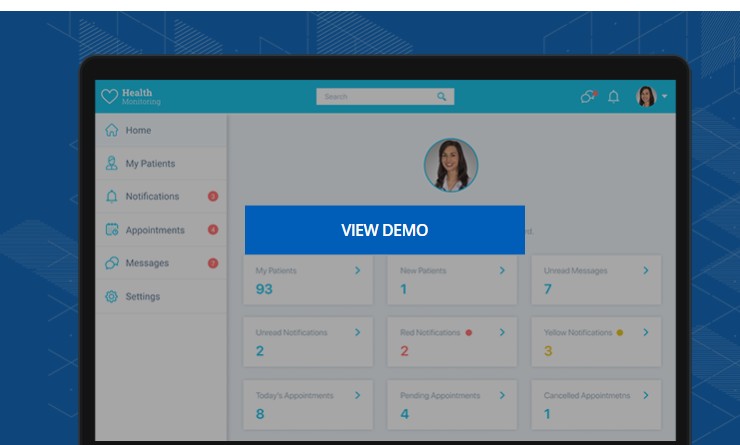 Health
Monitoring
Search
Home
My Patients
Notifications 3
Appointments 4
Messages 7
Settings
VIEW DEMO
My Patients
93
New Patients
1
Unread Messages
7
Unread Notifications
2
Red Notifications
2
Yellow Notifications
3
Today's Appointments
8
Pending Appointments
4
Cancelled Appointmetns
1